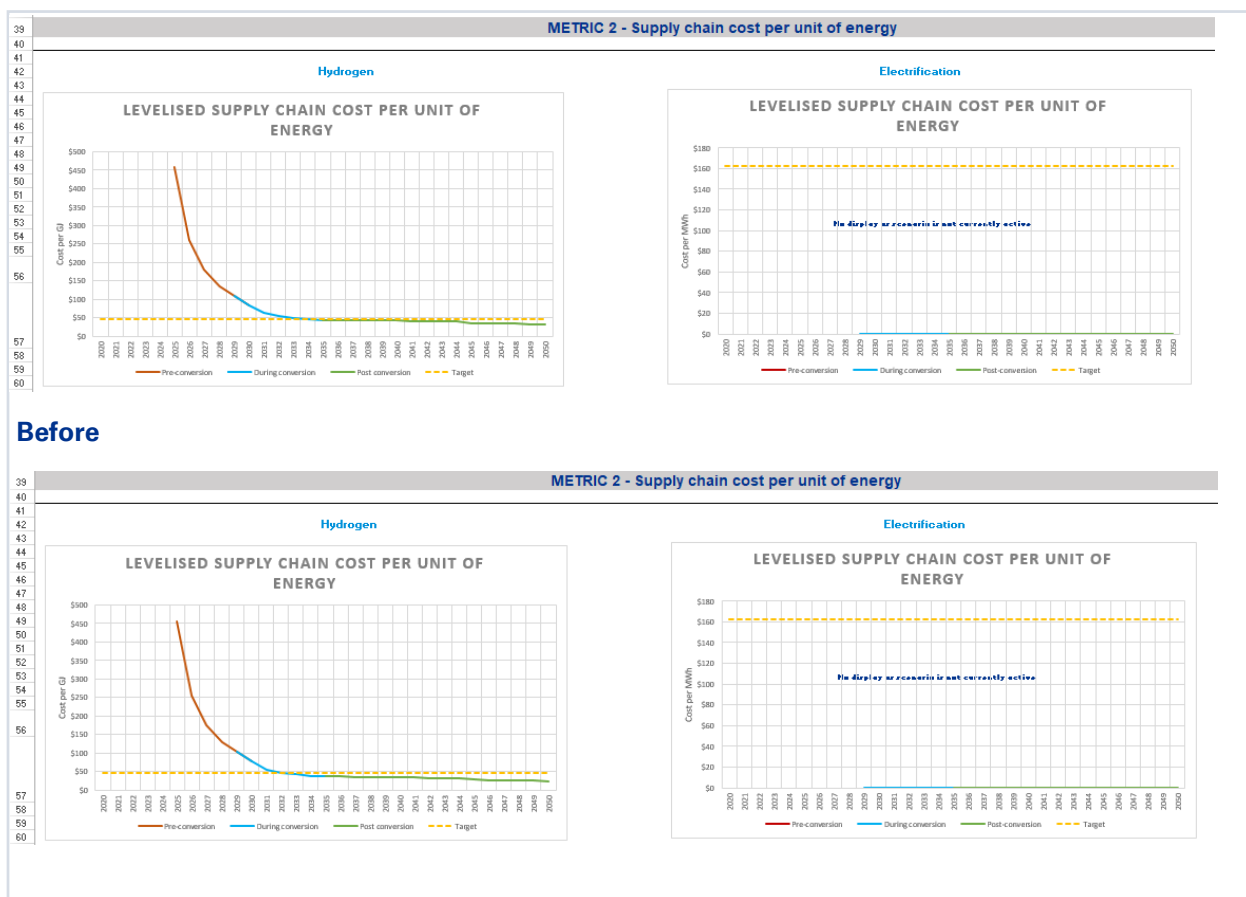 39
METRIC 2 - Supply chain cost per unit of energy
40
41
42
Hydrogen
Electrification
43
44
45
46
47
48
49
50
51
52
53
54
55
56
57
58
59
60
LEVELISED SUPPLY CHAIN COST PER UNIT OF
ENERGY
$500
$450
$400
$350
$300
$250
$200
$150
$100
$50
$0
Cost per GJ
2020 2021 2022 2023 2024 2025 2026 2027 2028 2029 2030 2031 2032 2033 2034 2035 2036 2037 2038 2039 2040 2041 2042 2043 2044 2045 2046 2047 2048 2049 2050
Pre-conversion During conversion Post conversion Target
LEVELISED SUPPLY CHAIN COST PER UNIT OF
ENERGY
$180
$160
$140
$120
$100
$80
$60
$40
$20
$0
Cost per MWh
No display as scenario is not currently active
2020 2021 2022 2023 2024 2025 2026 2027 2028 2029 2030 2031 2032 2033 2034 2035 2036 2037 2038 2039 2040 2041 2042 2043 2044 2045 2046 2047 2048 2049 2050
Pre-conversion During conversion Post-conversion Target
Before
39
METRIC 2 - Supply chain cost per unit of energy
40
41
42
Hydrogen
Electrification
43
44
45
46
47
48
49
50
51
52
53
54
55
56
57
58
59
60
LEVELISED SUPPLY CHAIN COST PER UNIT OF
ENERGY
$500
$450
$400
$350
$300
$250
$200
$150
$100
$50
$0
Cost per GJ
2020 2021 2022 2023 2024 2025 2026 2027 2028 2029 2030 2031 2032 2033 2034 2035 2036 2037 2038 2039 2040 2041 2042 2043 2044 2045 2046 2047 2048 2049 2050
Pre-conversion During conversion Post conversion Target
LEVELISED SUPPLY CHAIN COST PER UNIT OF
ENERGY
$180
$160
$140
$120
$100
$80
$60
$40
$20
$0
Cost per MWh
No display as scenario is not currently active
2020 2021 2022 2023 2024 2025 2026 2027 2028 2029 2030 2031 2032 2033 2034 2035 2036 2037 2038 2039 2040 2041 2042 2043 2044 2045 2046 2047 2048 2049 2050
Pre-conversion During conversion Post-conversion Target